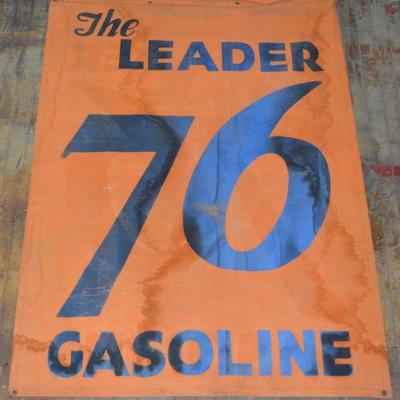 The
LEADER
76
GASOLINE